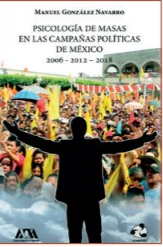 MANUEL GONZÁLEZ NAVARRO
PSICOLOGÍA DE MASAS
EN LAS CAMPAÑAS POLÍTICAS
DE MÉXICO
2006 - 2012 – 2018